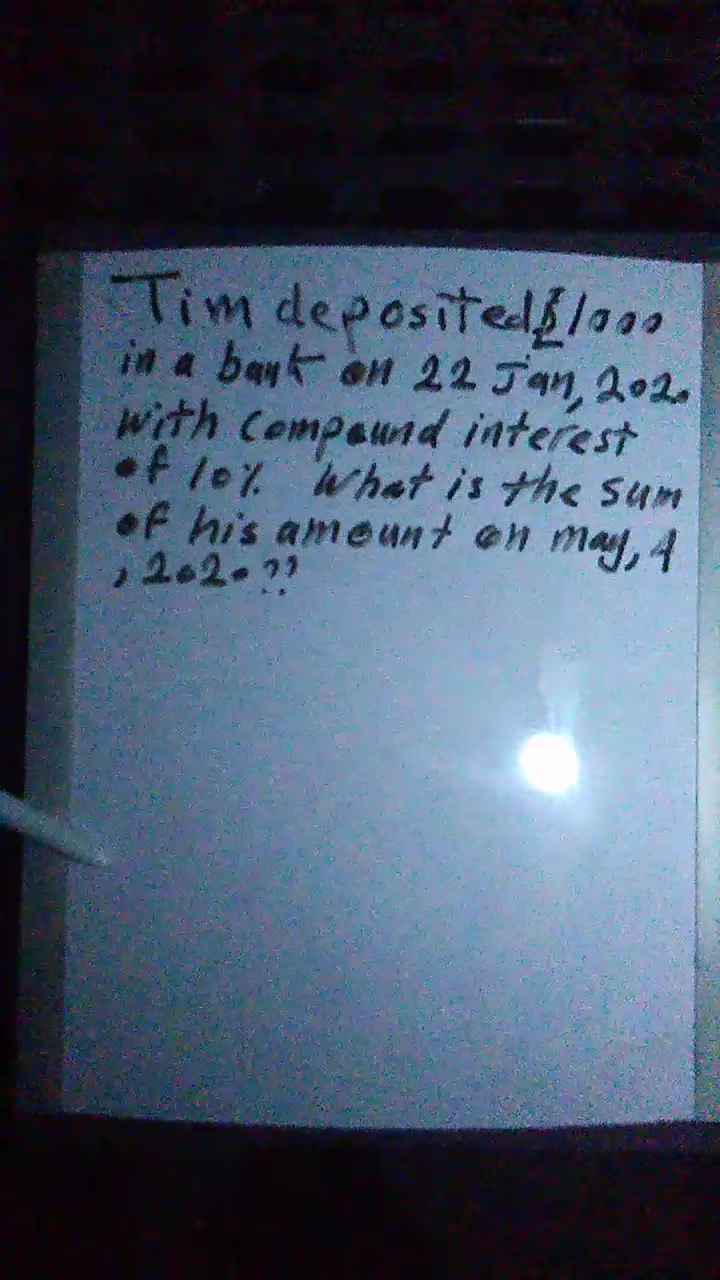 Tim deposited £1000
in a bank on 22 Jan, 2020
with compound interest
of 10% What is the sum
of his amount on may, 4
, 2020??